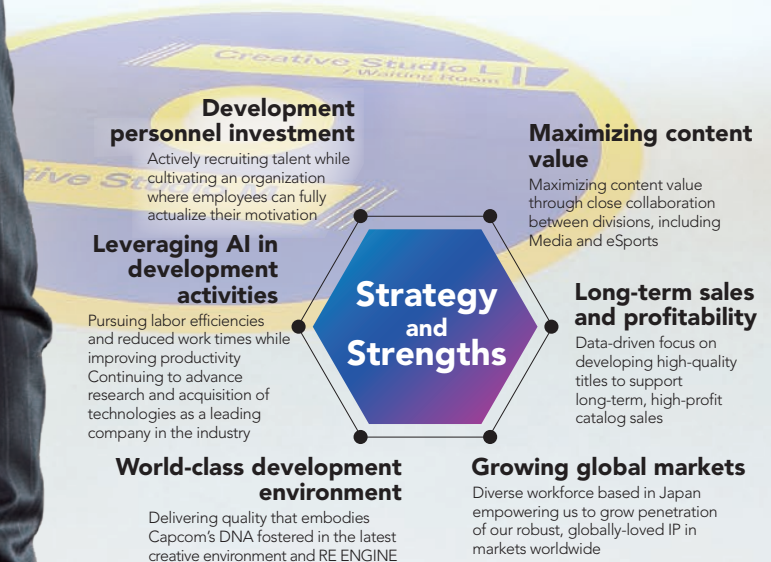 Creative Studio L
/ Waiting Room
tive Studio M
Development
personnel investment
Actively recruiting talent while
cultivating an organization
where employees can fully
actualize their motivation
Maximizing content
value
Maximizing content value
through close collaboration
between divisions, including
Media and eSports
Leveraging AI in
development
activities
Pursuing labor efficiencies
and reduced work times while
improving productivity
Continuing to advance
research and acquisition of
technologies as a leading
company in the industry
Strategy
and
Strengths
Long-term sales
and profitability
Data-driven focus on
developing high-quality
titles to support
long-term, high-profit
catalog sales
World-class development
environment
Delivering quality that embodies
Capcom's DNA fostered in the latest
creative environment and RE ENGINE
Growing global markets
Diverse workforce based in Japan
empowering us to grow penetration
of our robust, globally-loved IP in
markets worldwide